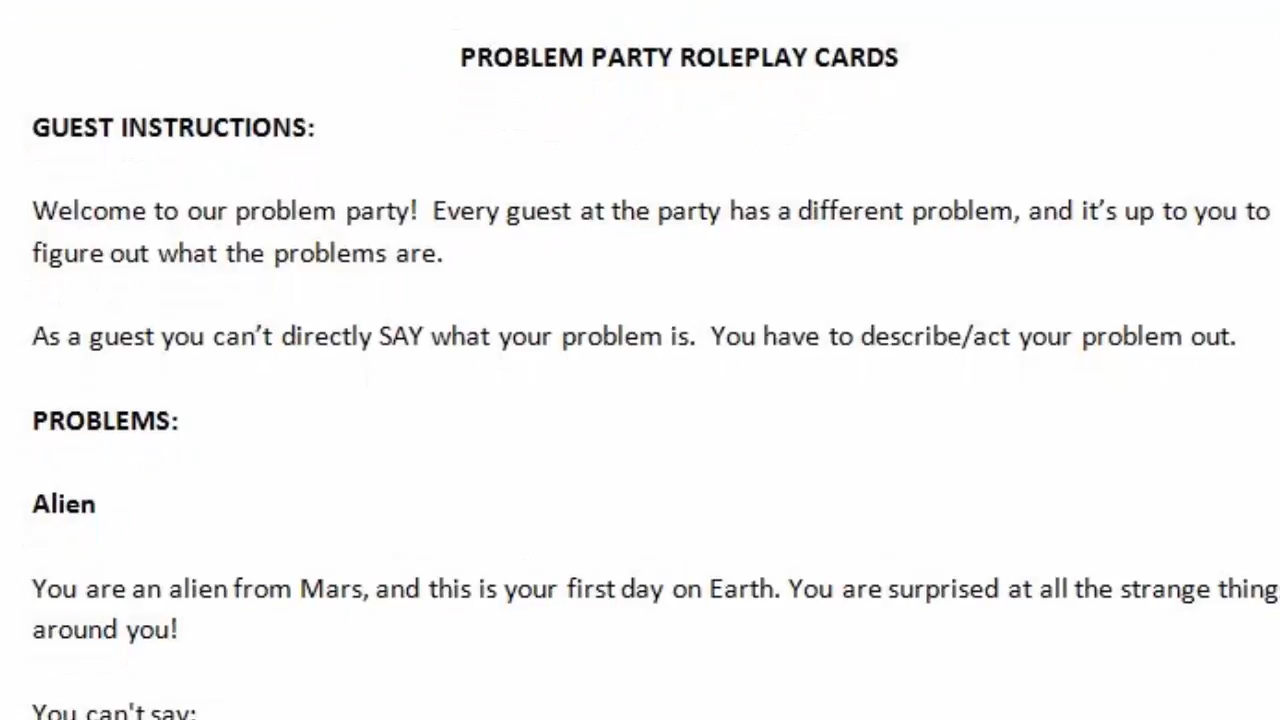 PROBLEM PARTY ROLEPLAY CARDS
GUEST INSTRUCTIONS:
Welcome to our problem party!  Every guest at the party has a different problem, and it’s up to you to
figure out what the problems are.
As a guest you can’t directly SAY what your problem is.  You have to describe/act your problem out.
PROBLEMS:
Alien
You are an alien from Mars, and this is your first day on Earth. You are surprised at all the strange thing
around you!
You can't say: